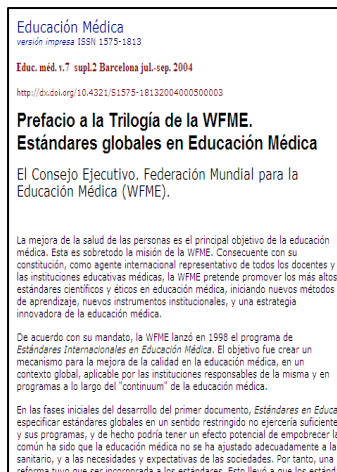 Educación Médica
versión impresa ISSN 1575-1813
Educ. méd. v.7 supl.2 Barcelona jul.-sep. 2004
http://dx.doi.org/10.4321/S1575-18132004000500003
Prefacio a la Trilogía de la WFME.
Estándares globales en Educación Médica
El Consejo Ejecutivo. Federación Mundial para la
Educación Médica (WFME).
La mejora de la salud de las personas es el principal objetivo de la educación
médica. Esta es sobretodo la misión de la WFME. Consecuente con su
constitución, como agente internacional representativo de todos los docentes y
las instituciones educativas médicas, la WFME pretende promover los más altos
estándares científicos y éticos en educación médica, iniciando nuevos métodos
de aprendizaje, nuevos instrumentos institucionales, y una estrategia
innovadora de la educación médica.
De acuerdo con su mandato, la WFME lanzó en 1998 el programa de
Estándares Internacionales en Educación Médica. El objetivo fue crear un
mecanismo para la mejora de la calidad en la educación médica, en un
contexto global, aplicable por las instituciones responsables de la misma y en
programas a lo largo del "continuum" de la educación médica.
En las fases iniciales del desarrollo del primer documento, Estándares en Educa
especificar estándares globales en un sentido restringido no ejercería suficiente
y sus programas, y de hecho podría tener un efecto potencial de empobrecer la
común ha sido que la educación médica no se ha ajustado adecuadamente a la
sanitario, y a las necesidades y expectativas de las sociedades. Por tanto, una
reforma tuvo que ser incorporada a los estándares. Esto llevó a que los estánd